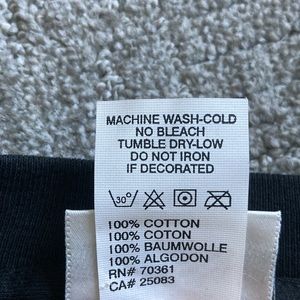 MACHINE WASH-COLD
NO BLEACH
TUMBLE DRY-LOW
DO NOT IRON
IF DECORATED
30°
100% COTTON
100% COTON
100% BAUMWOLLE
100% ALGODON
RN# 70361
CA# 25083